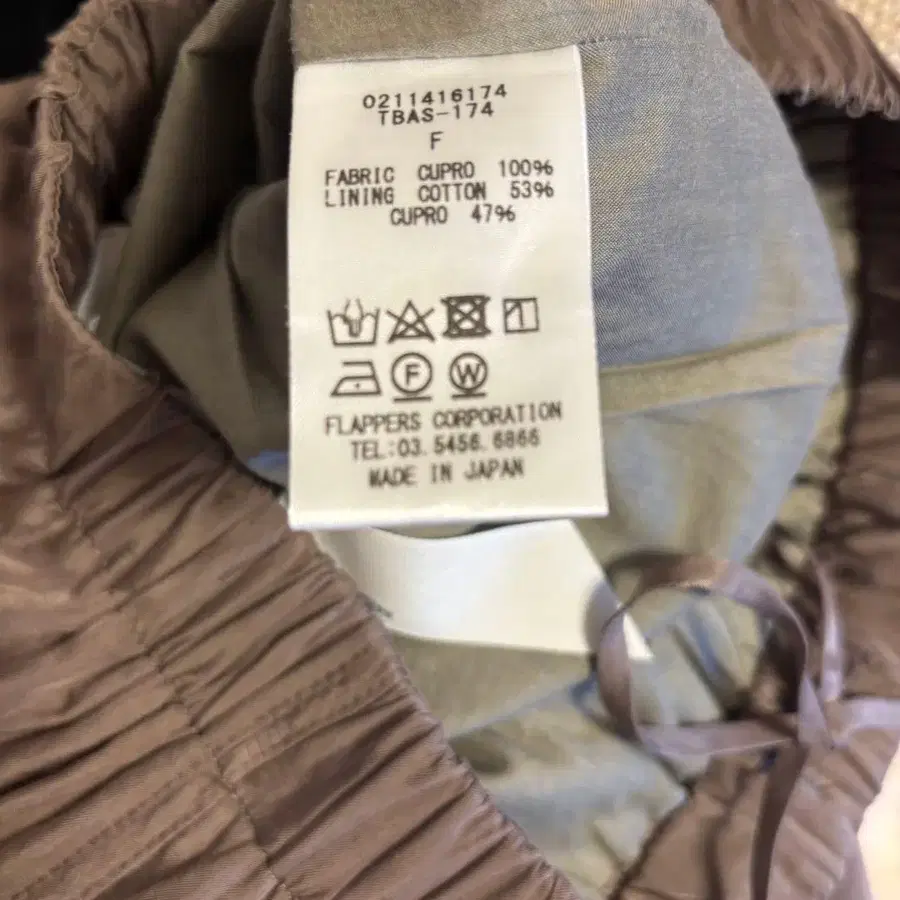 0211416174
TBAS-174
F
FABRIC CUPRO 100%
LINING COTTON 53%
CUPRO 47%
F W
FLAPPERS CORPORATION
TEL:03.5456.6866
MADE IN JAPAN